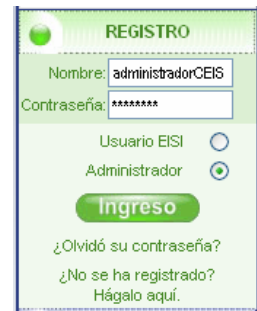 REGISTRO
Nombre: administradorCEIS
Contraseña: ********
Usuario EISI
Administrador
Ingreso
¿Olvidó su contraseña?
¿No se ha registrado?
Hágalo aquí.